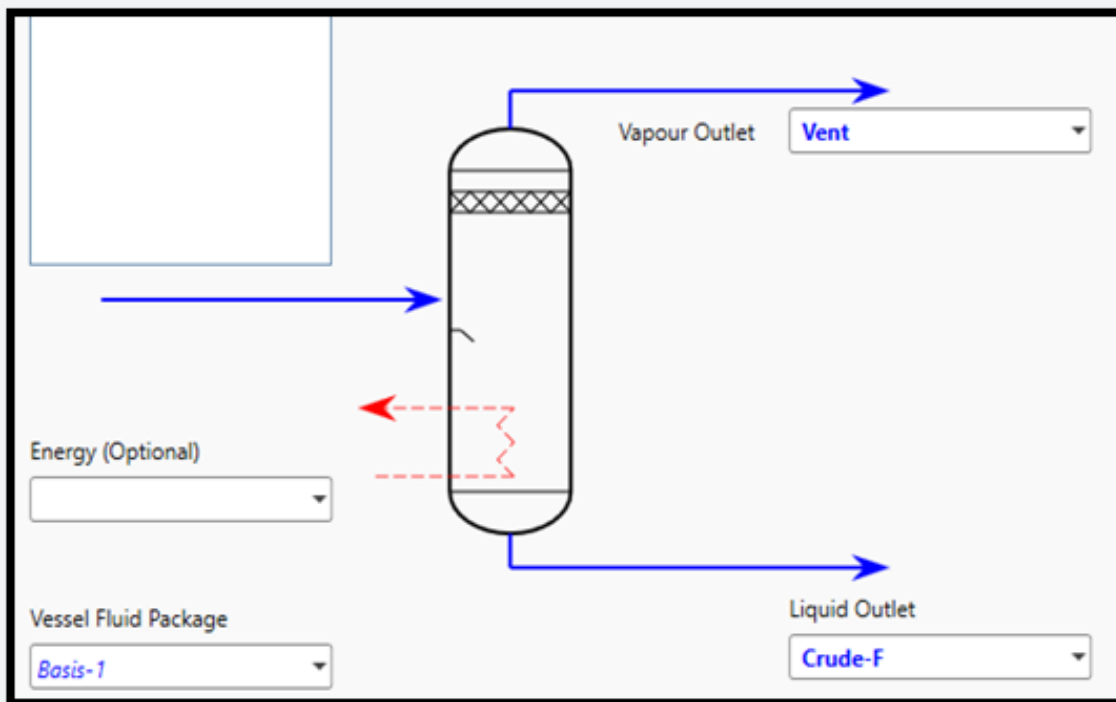 Vapour Outlet
Vent
Energy (Optional)
Vessel Fluid Package
Basis-1
Liquid Outlet
Crude-F